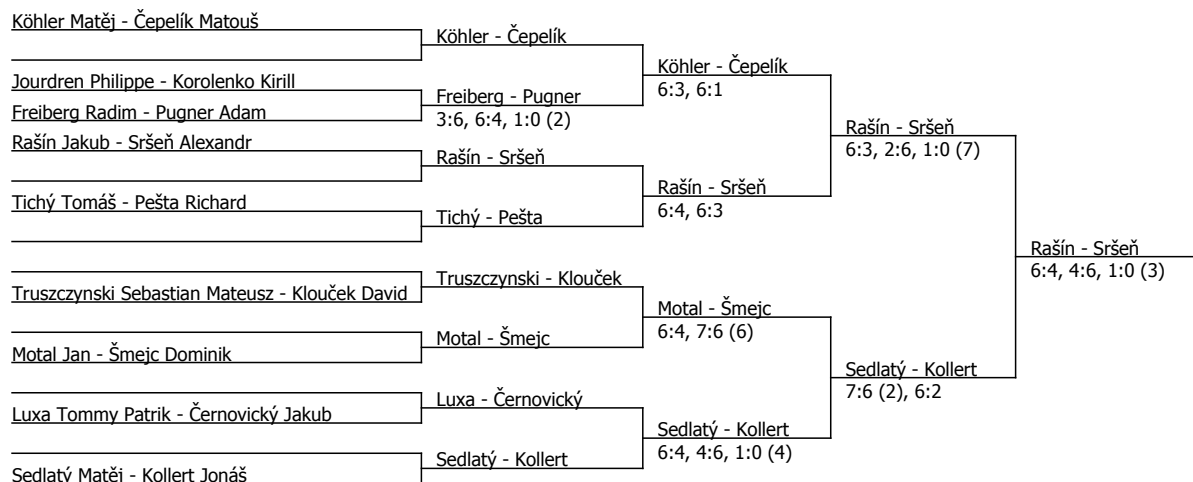 Köhler Matěj - Čepelík Matouš
Jourdren Philippe - Korolenko Kirill
Freiberg Radim - Pugner Adam
Rašín Jakub - Sršeň Alexandr
Tichý Tomáš - Pešta Richard
Truszczynski Sebastian Mateusz - Klouček David
Motal Jan - Šmejc Dominik
Luxa Tommy Patrik - Černovický Jakub
Sedlatý Matěj - Kollert Jonáš
Köhler - Čepelík
Freiberg - Pugner
3:6, 6:4, 1:0 (2)
Rašín - Sršeň
Tichý - Pešta
Truszczynski - Klouček
Motal - Šmejc
Luxa - Černovický
Sedlatý - Kollert
Köhler - Čepelík
6:3, 6:1
Rašín - Sršeň
6:4, 6:3
Motal - Šmejc
6:4, 7:6 (6)
Sedlatý - Kollert
6:4, 4:6, 1:0 (4)
Rašín - Sršeň
6:3, 2:6, 1:0 (7)
Sedlatý - Kollert
7:6 (2), 6:2
Rašín - Sršeň
6:4, 4:6, 1:0 (3)